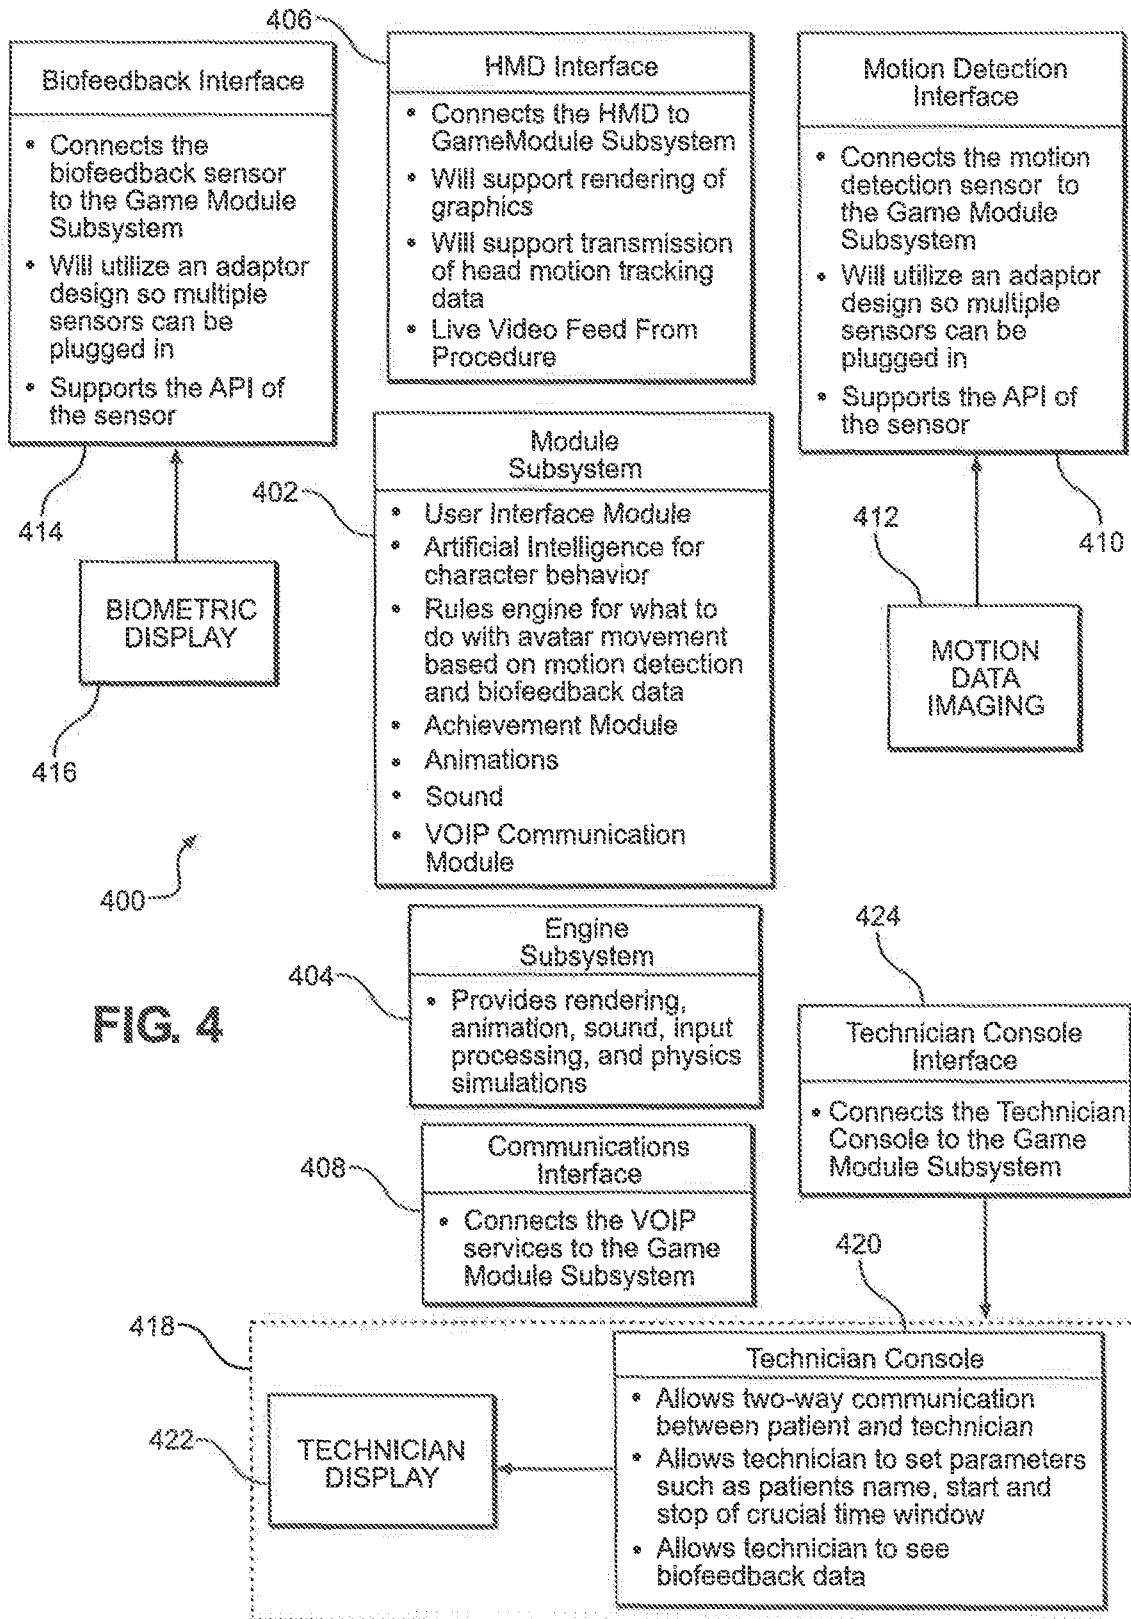 406
Biofeedback Interface
• Connects the
biofeedback sensor
to the Game Module
Subsystem
• Will utilize an adaptor
design so multiple
sensors can be
plugged in
• Supports the API of
the sensor
HMD Interface
• Connects the HMD to
GameModule Subsystem
• Will support rendering of
graphics
• Will support transmission
of head motion tracking
data
• Live Video Feed From
Procedure
Motion Detection
Interface
• Connects the motion
detection sensor to
the Game Module
Subsystem
• Will utilize an adaptor
design so multiple
sensors can be
plugged in
• Supports the API of
the sensor
414
BIOMETRIC
DISPLAY
416
402
Module
Subsystem
• User Interface Module
• Artificial Intelligence for
character behavior
• Rules engine for what to
do with avatar movement
based on motion detection
and biofeedback data
• Achievement Module
• Animations
• Sound
• VOIP Communication
Module
412
410
MOTION
DATA
IMAGING
400
FIG. 4
404
Engine
Subsystem
• Provides rendering,
animation, sound, input
processing, and physics
simulations
424
Technician Console
Interface
• Connects the Technician
Console to the Game
Module Subsystem
408
Communications
Interface
• Connects the VOIP
services to the Game
Module Subsystem
420
418
422
TECHNICIAN
DISPLAY
Technician Console
• Allows two-way communication
between patient and technician
• Allows technician to set parameters
such as patients name, start and
stop of crucial time window
• Allows technician to see
biofeedback data